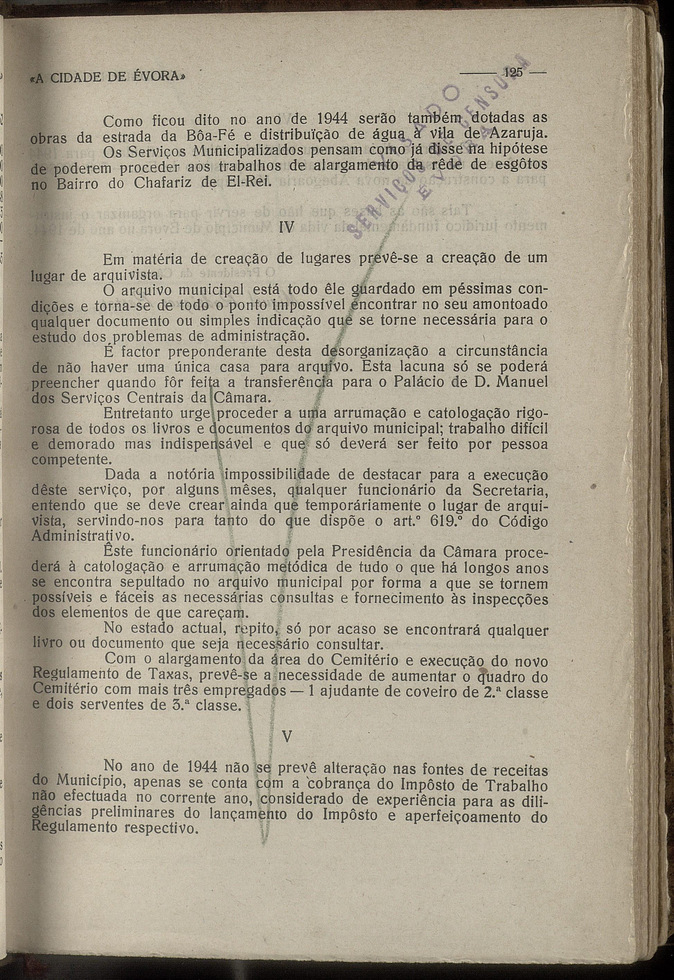 «A CIDADE DE ÉVORA»
— 125 —
VISADO
SERVIÇOS DE CENSURA
ÉVORA
Como ficou dito no ano de 1944 serão também dotadas as
obras da estrada da Bôa-Fé e distribuïção de água à vila de Azaruja.
Os Serviços Municipalizados pensam como já disse na hipótese
de poderem proceder aos trabalhos de alargamento da rêde de esgôtos
no Bairro do Chafariz de El-Rei.
IV
Em matéria de creação de lugares prevê-se a creação de um
lugar de arquivista.
O arquivo municipal está todo êle guardado em péssimas con-
dições e torna-se de todo o ponto impossível encontrar no seu amontoado
qualquer documento ou simples indicação que se torne necessária para o
estudo dos problemas de administração.
É factor preponderante desta desorganização a circunstância
de não haver uma única casa para arquivo. Esta lacuna só se poderá
preencher quando fôr feita a transferência para o Palácio de D. Manuel
dos Serviços Centrais da Câmara.
Entretanto urge proceder a uma arrumação e catologação rigo-
rosa de todos os livros e documentos do arquivo municipal; trabalho difícil
e demorado mas indispensável e que só deverá ser feito por pessoa
competente.
Dada a notória impossibilidade de destacar para a execução
dêste serviço, por alguns mêses, qualquer funcionário da Secretaria,
entendo que se deve crear ainda que temporáriamente o lugar de arqui-
vista, servindo-nos para tanto do que dispõe o art.º 619.º do Código
Administrativo.
Êste funcionário orientado pela Presidência da Câmara proce-
derá à catologação e arrumação metódica de tudo o que há longos anos
se encontra sepultado no arquivo municipal por forma a que se tornem
possíveis e fáceis as necessárias consultas e fornecimento às inspecções
dos elementos de que careçam.
No estado actual, repito, só por acaso se encontrará qualquer
livro ou documento que seja necessário consultar.
Com o alargamento da área do Cemitério e execução do novo
Regulamento de Taxas, prevê-se a necessidade de aumentar o quadro do
Cemitério com mais três empregados — 1 ajudante de coveiro de 2.ª classe
e dois serventes de 3.ª classe.
V
No ano de 1944 não se prevê alteração nas fontes de receitas
do Município, apenas se conta com a cobrança do Impôsto de Trabalho
não efectuada no corrente ano, considerado de experiência para as dili-
gências preliminares do lançamento do Impôsto e aperfeiçoamento do
Regulamento respectivo.